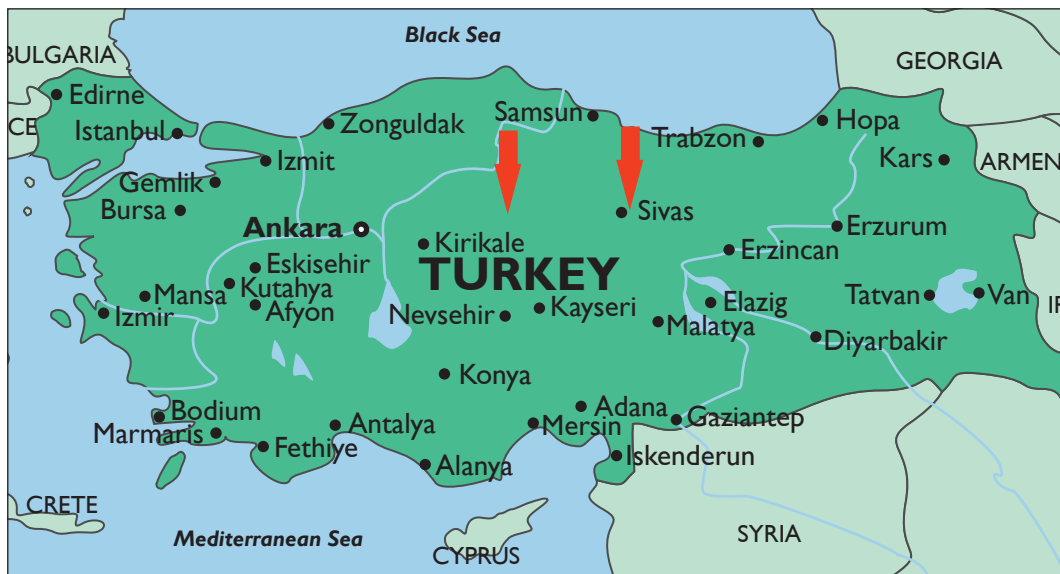 Black Sea
BULGARIA
GEORGIA
Edirne
CE
Istanbul
Zonguldak
Samsun
Trabzon
Hopa
Izmit
Kars
ARMEN
Gemlik
Bursa
Sivas
Ankara
Kirikale
Erzincan
Erzurum
Eskisehir
TURKEY
Kutahya
Mansa
Afyon
Izmir
Nevsehir
Kayseri
Elazig
Malatya
Tatvan
Van
IR
Diyarbakir
Konya
Bodium
Marmaris
Fethiye
Antalya
Alanya
Mersin
Adana
Gaziantep
Iskenderun
CRETE
Mediterranean Sea
CYPRUS
SYRIA